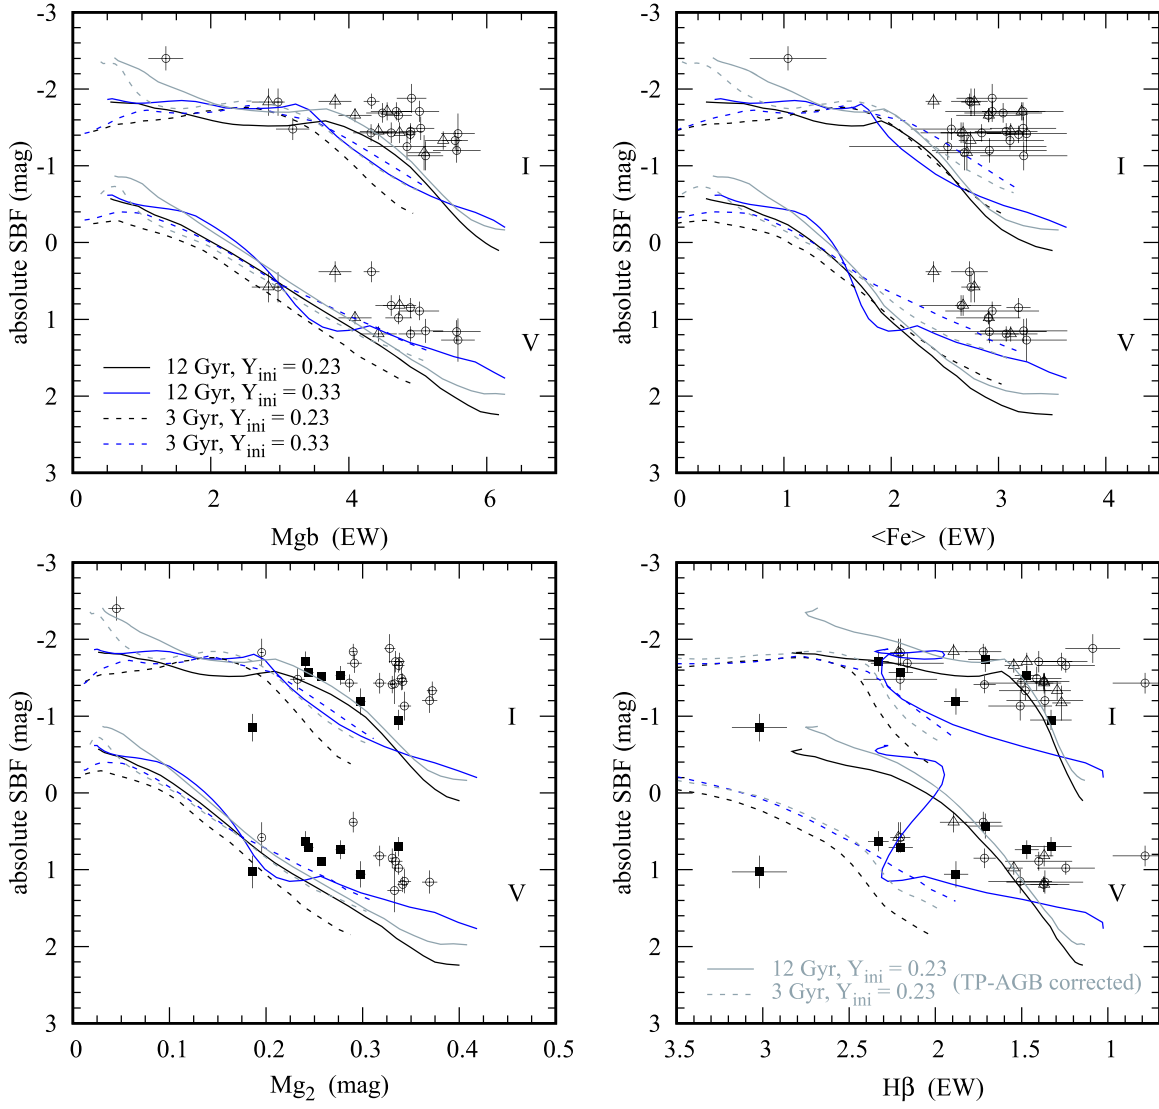 -3
-2
-1
0
1
2
3
absolute SBF (mag)
I
V
12 Gyr, Y_ini = 0.23
12 Gyr, Y_ini = 0.33
3 Gyr, Y_ini = 0.23
3 Gyr, Y_ini = 0.33
0 2 4 6
Mgb (EW)
-3
-2
-1
0
1
2
3
absolute SBF (mag)
I
V
0 1 2 3 4
<Fe> (EW)
-3
-2
-1
0
1
2
3
absolute SBF (mag)
I
V
0 0.1 0.2 0.3 0.4 0.5
Mg₂ (mag)
-3
-2
-1
0
1
2
3
absolute SBF (mag)
I
V
12 Gyr, Y_ini = 0.23
3 Gyr, Y_ini = 0.23
(TP-AGB corrected)
3.5 3 2.5 2 1.5 1
Hβ (EW)